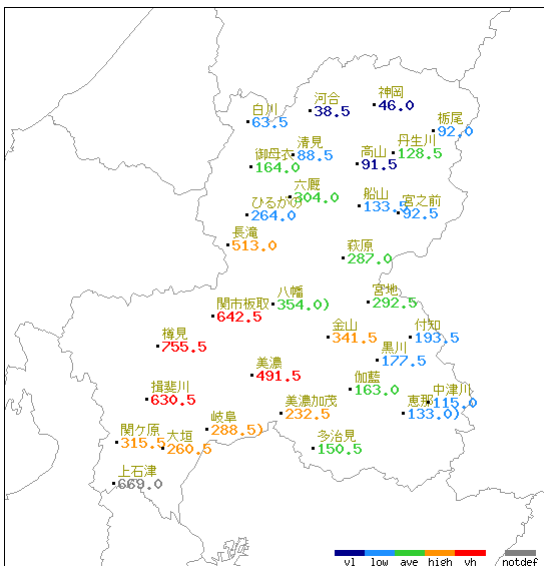 神岡
46.0
河合
38.5
白川
63.5
栃尾
92.0
清見
88.5
丹生川
128.5
御母衣
164.0
高山
91.5
六厩
304.0
船山
133.5
宮之前
92.5
ひるがの
264.0
長滝
513.0
萩原
287.0
宮地
292.5
八幡
354.0)
関市板取
642.5
金山
341.5
付知
193.5
樽見
755.5
黒川
177.5
美濃
491.5
伽藍
163.0
揖斐川
630.5
中津川
115.0
恵那
133.0)
美濃加茂
232.5
岐阜
288.5)
関ケ原
315.5
大垣
260.5
多治見
150.5
上石津
669.0
vl low ave high vh notdef